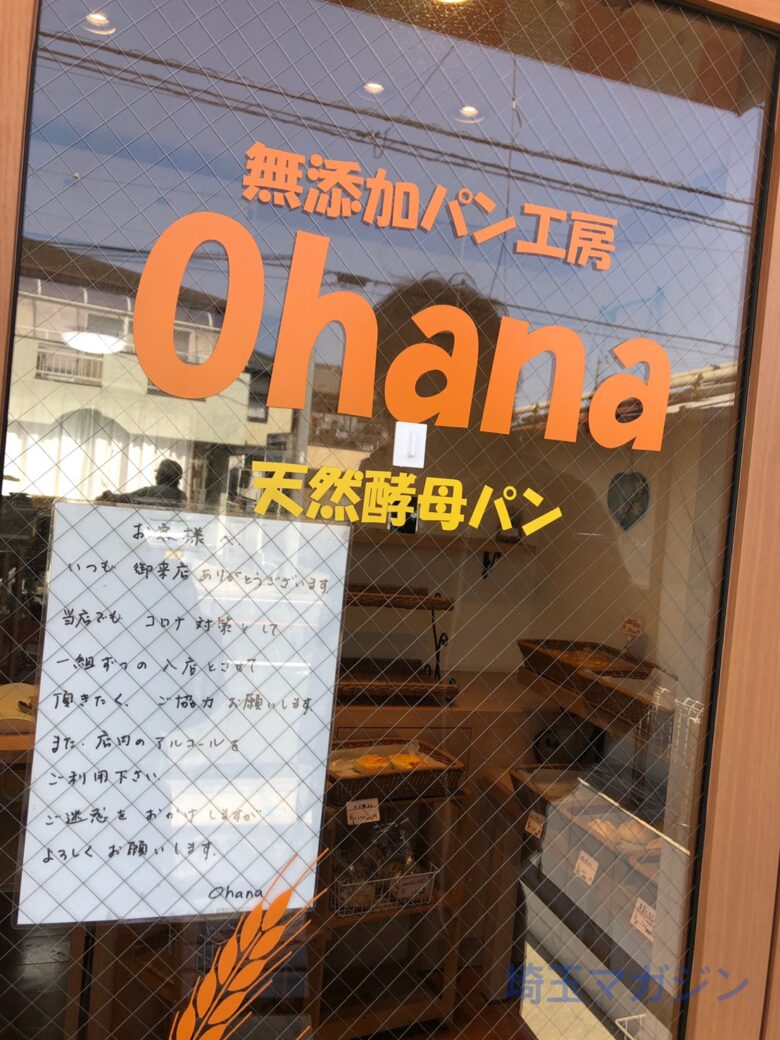 無添加パン工房
Ohana
天然酵母パン
お客様へ
いつも 御来店 ありがとうございます
当店でも コロナ対策として
一組ずつの 入店とさせて
頂きたく、ご協力 お願いします
また、店内のアルコールを
ご利用下さい
ご迷惑を おかけしますが
よろしく お願いします。
Ohana
埼玉マガジン